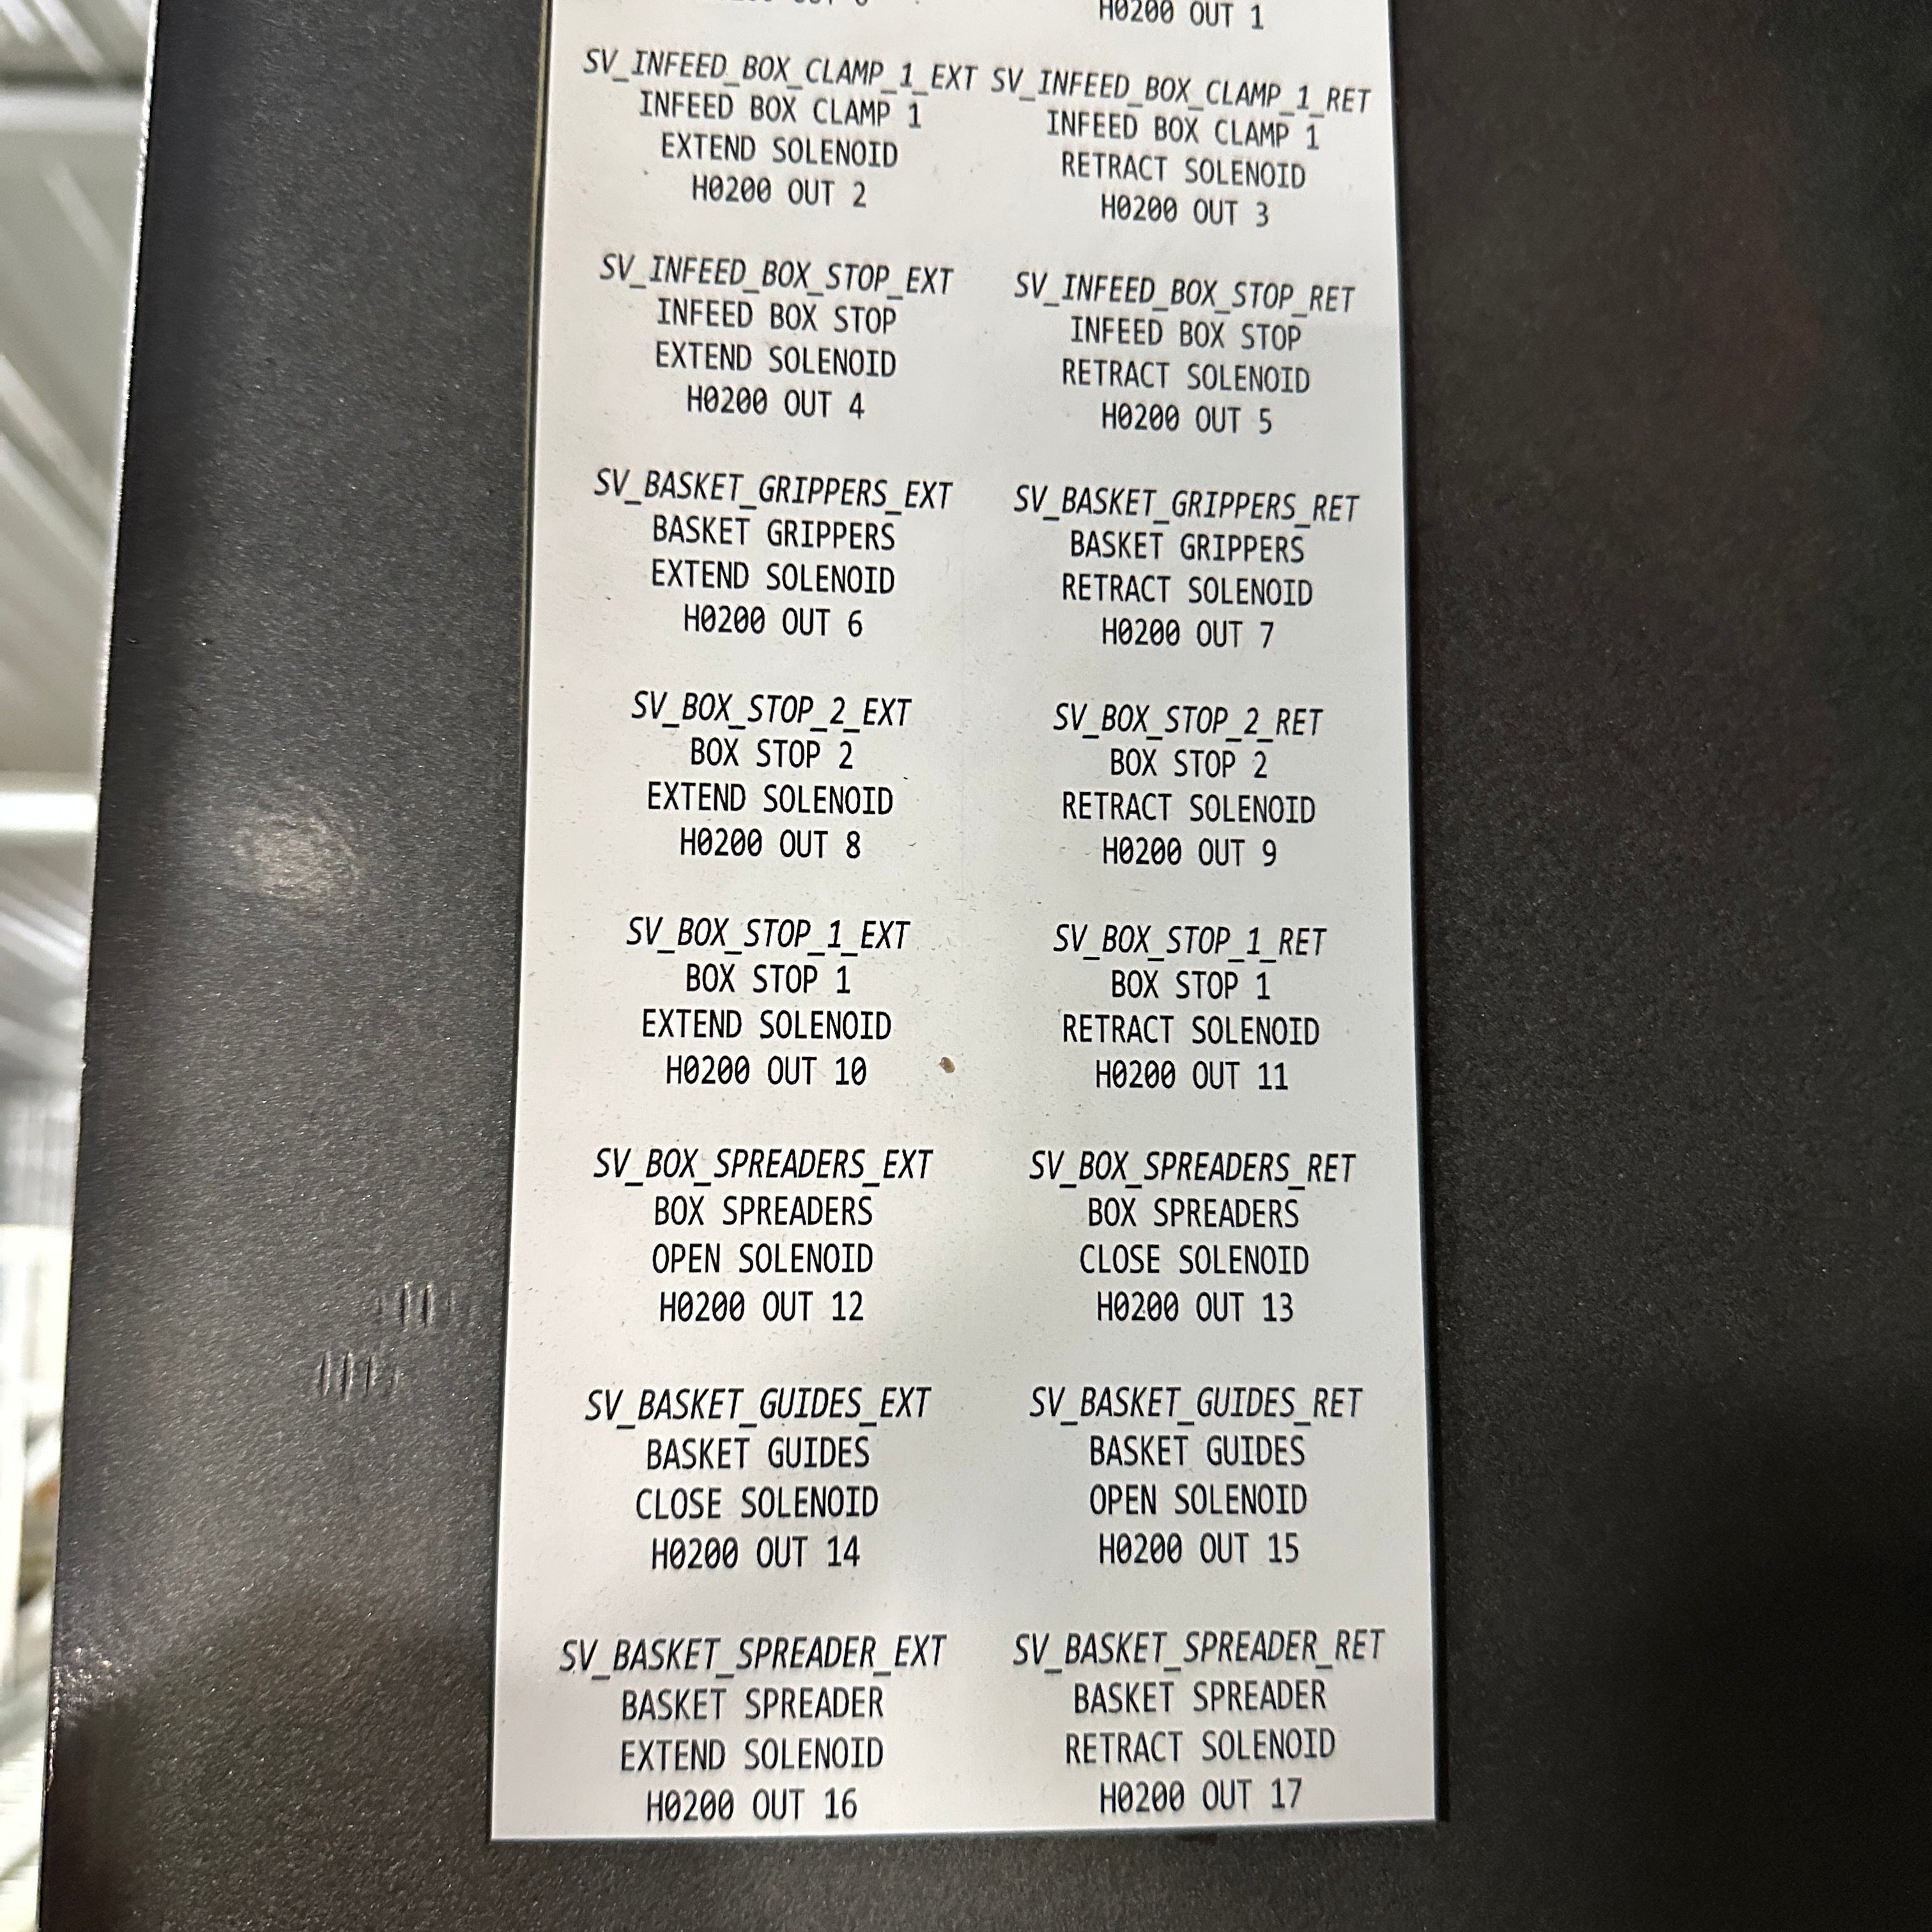 H0200 OUT 1
SV_INFEED_BOX_CLAMP_1_EXT
INFEED BOX CLAMP 1
EXTEND SOLENOID
H0200 OUT 2
SV_INFEED_BOX_CLAMP_1_RET
INFEED BOX CLAMP 1
RETRACT SOLENOID
H0200 OUT 3
SV_INFEED_BOX_STOP_EXT
INFEED BOX STOP
EXTEND SOLENOID
H0200 OUT 4
SV_INFEED_BOX_STOP_RET
INFEED BOX STOP
RETRACT SOLENOID
H0200 OUT 5
SV_BASKET_GRIPPERS_EXT
BASKET GRIPPERS
EXTEND SOLENOID
H0200 OUT 6
SV_BASKET_GRIPPERS_RET
BASKET GRIPPERS
RETRACT SOLENOID
H0200 OUT 7
SV_BOX_STOP_2_EXT
BOX STOP 2
EXTEND SOLENOID
H0200 OUT 8
SV_BOX_STOP_2_RET
BOX STOP 2
RETRACT SOLENOID
H0200 OUT 9
SV_BOX_STOP_1_EXT
BOX STOP 1
EXTEND SOLENOID
H0200 OUT 10
SV_BOX_STOP_1_RET
BOX STOP 1
RETRACT SOLENOID
H0200 OUT 11
SV_BOX_SPREADERS_EXT
BOX SPREADERS
OPEN SOLENOID
H0200 OUT 12
SV_BOX_SPREADERS_RET
BOX SPREADERS
CLOSE SOLENOID
H0200 OUT 13
SV_BASKET_GUIDES_EXT
BASKET GUIDES
CLOSE SOLENOID
H0200 OUT 14
SV_BASKET_GUIDES_RET
BASKET GUIDES
OPEN SOLENOID
H0200 OUT 15
SV_BASKET_SPREADER_EXT
BASKET SPREADER
EXTEND SOLENOID
H0200 OUT 16
SV_BASKET_SPREADER_RET
BASKET SPREADER
RETRACT SOLENOID
H0200 OUT 17